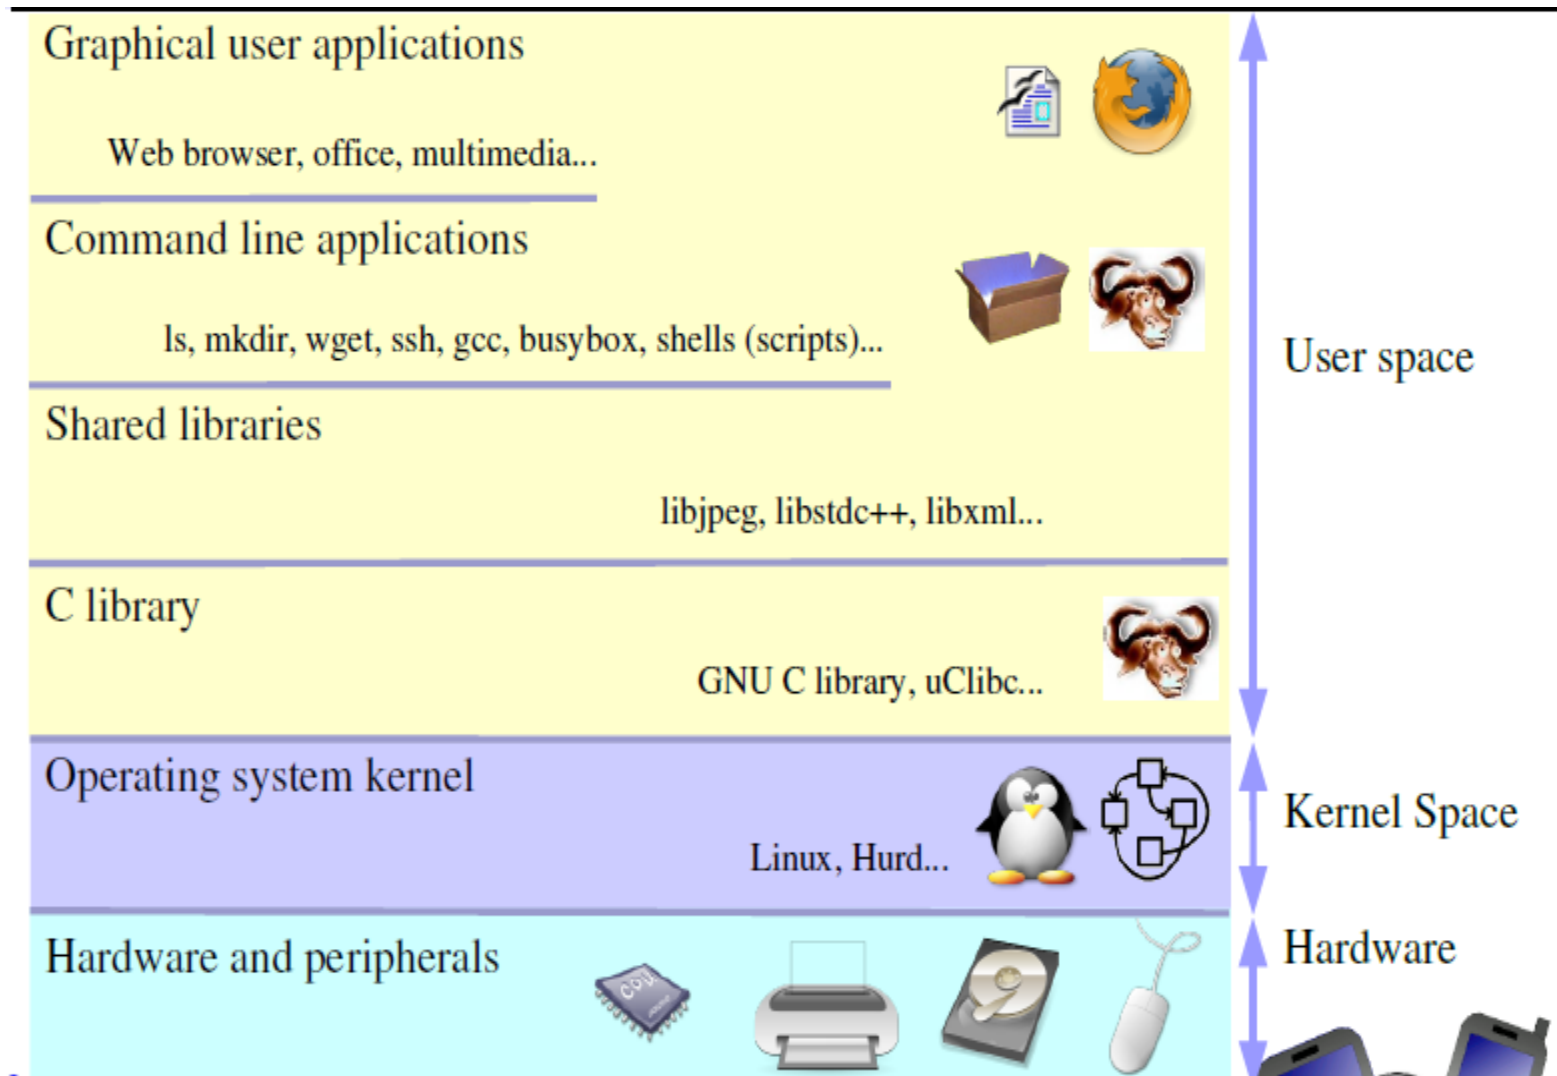 Graphical user applications
Web browser, office, multimedia...
Command line applications
ls, mkdir, wget, ssh, gcc, busybox, shells (scripts)...
User space
Shared libraries
libjpeg, libstdc++, libxml...
C library
GNU C library, uClibc...
Operating system kernel
Kernel Space
Linux, Hurd...
Hardware and peripherals
Hardware
CPU